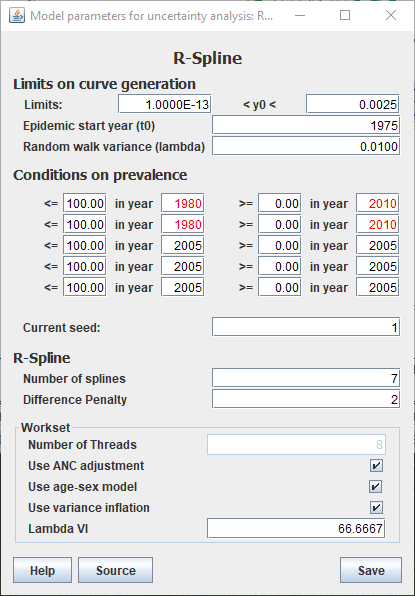 Model parameters for uncertainty analysis: R...
R-Spline
Limits on curve generation
Limits: 1.0000E-13 < y0 < 0.0025
Epidemic start year (t0) 1975
Random walk variance (lambda) 0.0100
Conditions on prevalence
<= 100.00 in year 1980 >= 0.00 in year 2010
<= 100.00 in year 1980 >= 0.00 in year 2010
<= 100.00 in year 2005 >= 0.00 in year 2005
<= 100.00 in year 2005 >= 0.00 in year 2005
<= 100.00 in year 2005 >= 0.00 in year 2005
Current seed: 1
R-Spline
Number of splines 7
Difference Penalty 2
Workset
Number of Threads 8
Use ANC adjustment
Use age-sex model
Use variance inflation
Lambda VI 66.6667
Help Source Save